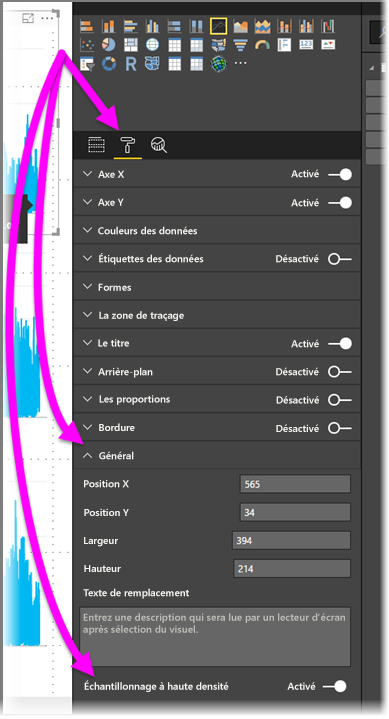 Axe X Activé
Axe Y Activé
Couleurs des données
Étiquettes des données Désactivé
Formes
La zone de traçage
Le titre Activé
Arrière-plan Désactivé
Les proportions Désactivé
Bordure Désactivé
Général
Position X 565
Position Y 34
Largeur 394
Hauteur 214
Texte de remplacement
Entrez une description qui sera lue par un lecteur d'écran
après sélection du visuel.
Échantillonnage à haute densité Activé